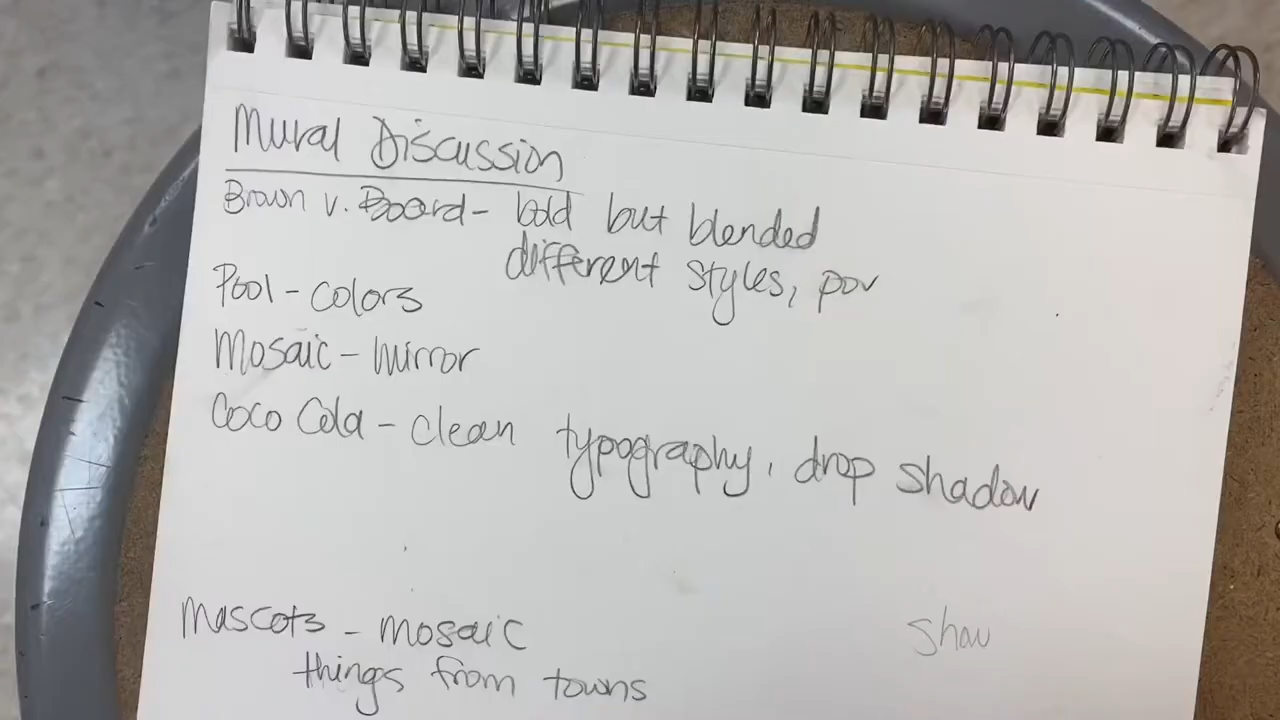 Mural Discussion
Brown v. Board - bold but blended
different styles, pov
Pool - colors
Mosaic - mirror
Coco Cola - clean typography, drop shadow
Mascots - mosaic
things from towns